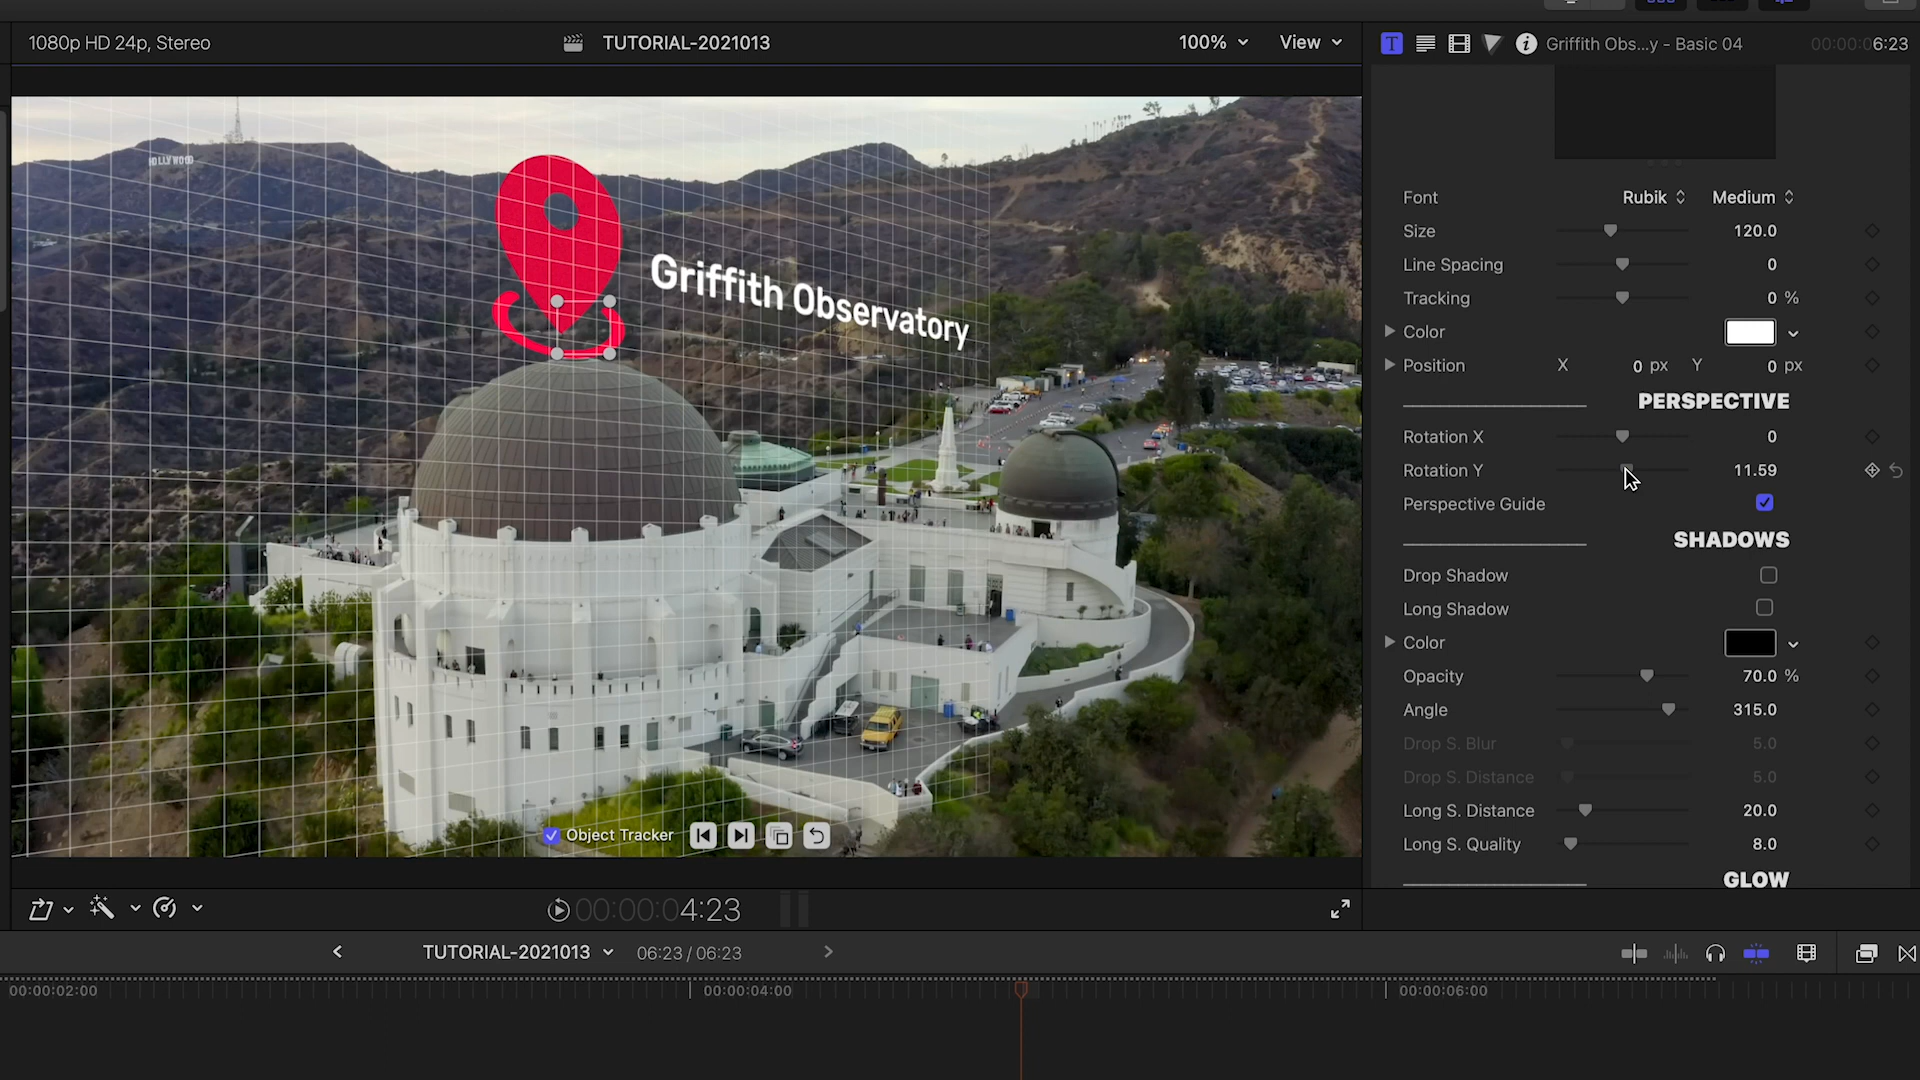 1080p HD 24p, Stereo
TUTORIAL-2021013
100%
View
T
i
Griffith Obs...y - Basic 04
00:00:06:23
HOLLYWOOD
Griffith Observatory
Font
Rubik
Medium
Size
120.0
Line Spacing
0
Tracking
0 %
Color
Position
X
0 px
Y
0 px
PERSPECTIVE
Rotation X
0
Rotation Y
11.59
Perspective Guide
SHADOWS
Drop Shadow
Long Shadow
Color
Opacity
70.0 %
Angle
315.0
Drop S. Blur
5.0
Drop S. Distance
5.0
Long S. Distance
20.0
Long S. Quality
8.0
GLOW
Object Tracker
00:00:04:23
TUTORIAL-2021013
06:23 / 06:23
00:00:02:00
00:00:04:00
00:00:06:00